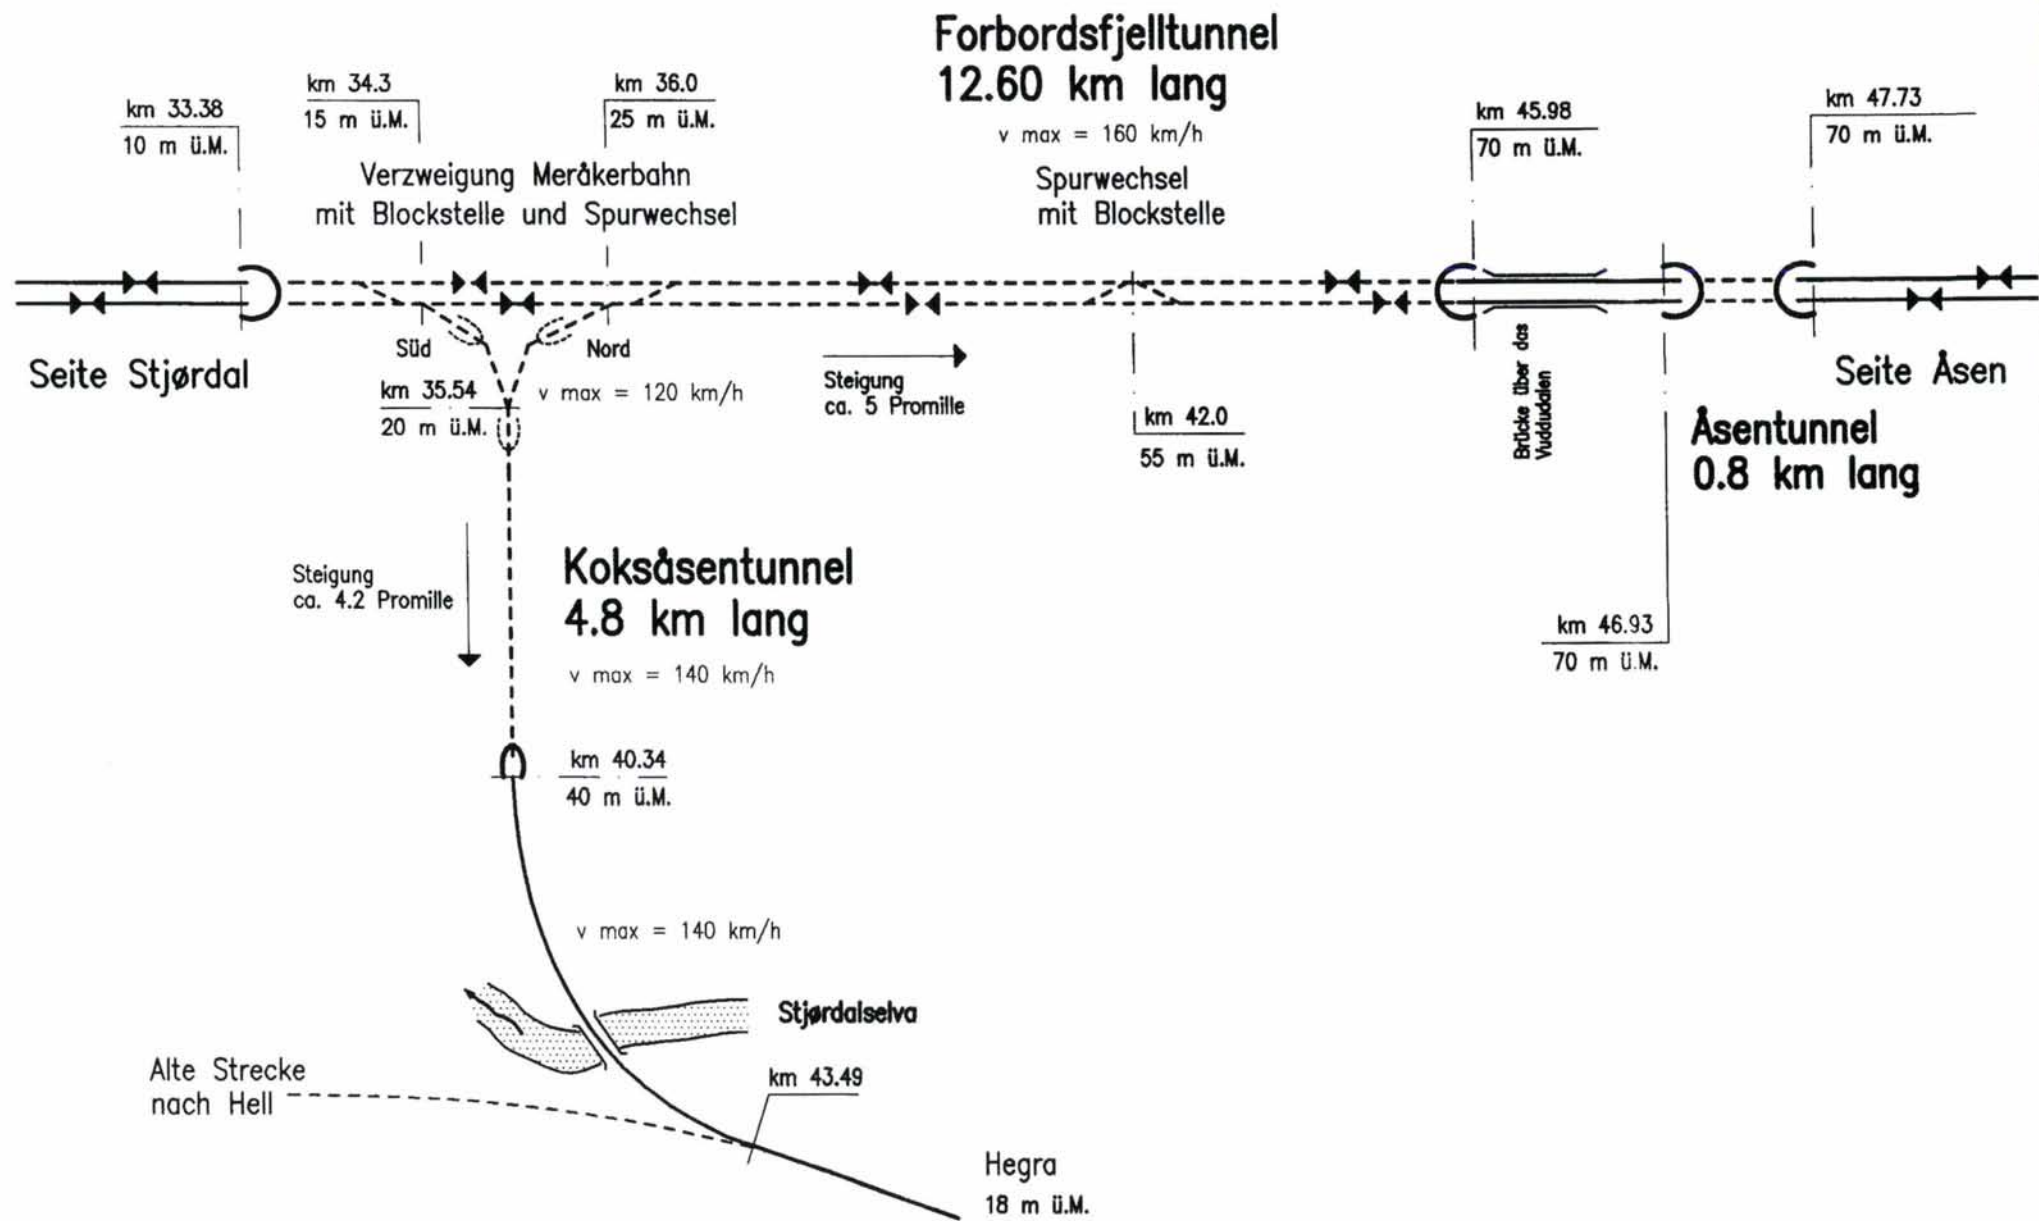 Forbordsfjelltunnel
12.60 km lang
v max = 160 km/h
km 33.38
10 m ü.M.
km 34.3
15 m ü.M.
km 36.0
25 m ü.M.
km 45.98
70 m ü.M.
km 47.73
70 m ü.M.
Verzweigung Meråkerbahn
mit Blockstelle und Spurwechsel
Spurwechsel
mit Blockstelle
Süd
Nord
Seite Stjørdal
Seite Åsen
km 35.54
20 m ü.M.
v max = 120 km/h
Steigung
ca. 5 Promille
km 42.0
55 m ü.M.
Brücke über das
Vuddudalen
Åsentunnel
0.8 km lang
Steigung
ca. 4.2 Promille
Koksåsentunnel
4.8 km lang
v max = 140 km/h
km 46.93
70 m ü.M.
km 40.34
40 m ü.M.
v max = 140 km/h
Stjørdalselva
Alte Strecke
nach Hell
km 43.49
Hegra
18 m ü.M.